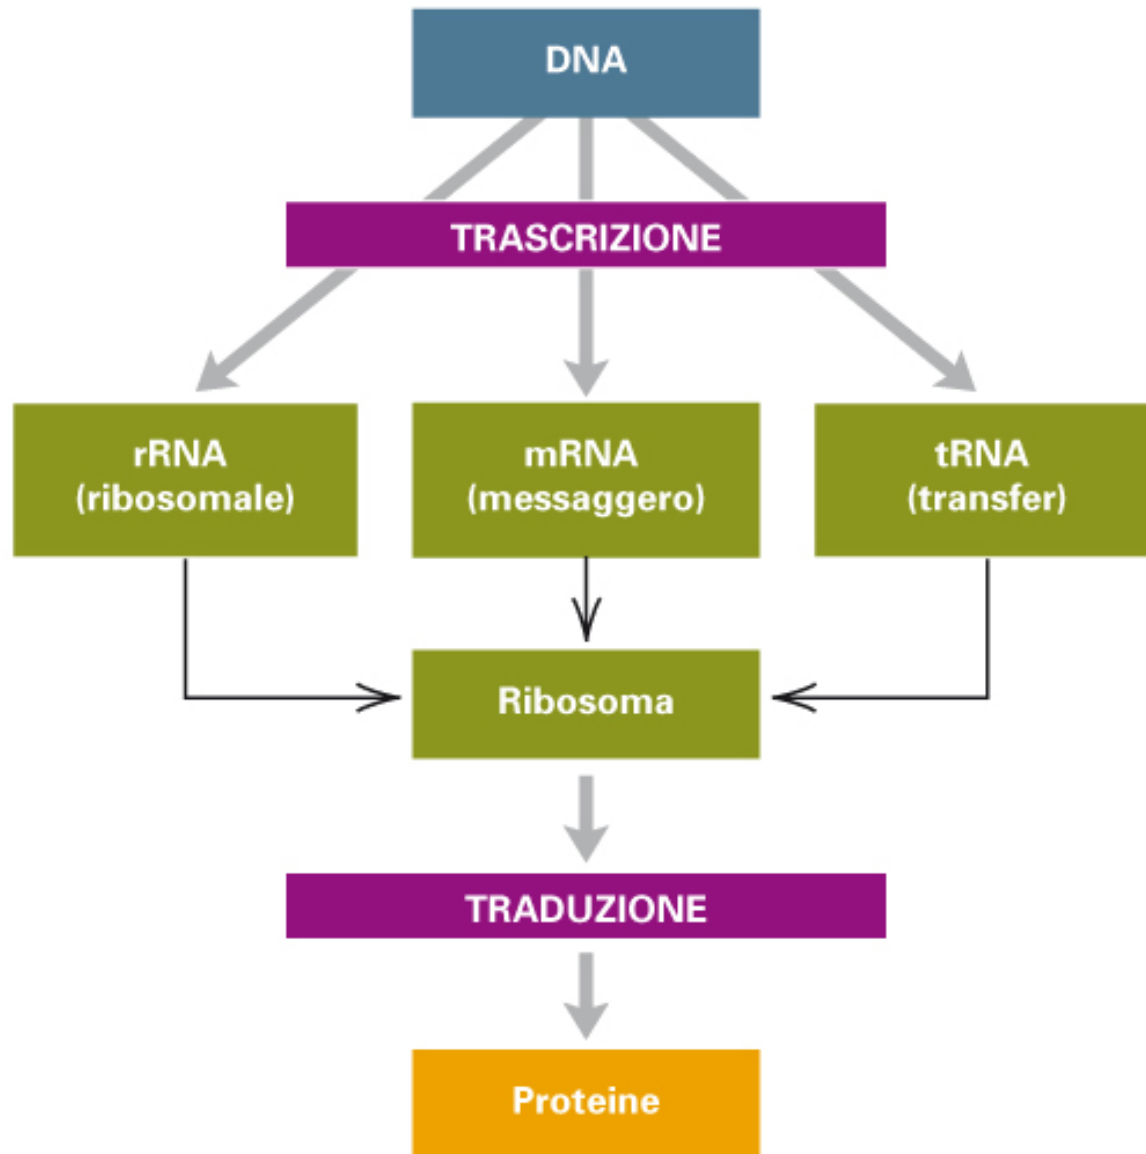 DNA
TRASCRIZIONE
rRNA
(ribosomale)
mRNA
(messaggero)
tRNA
(transfer)
Ribosoma
TRADUZIONE
Proteine